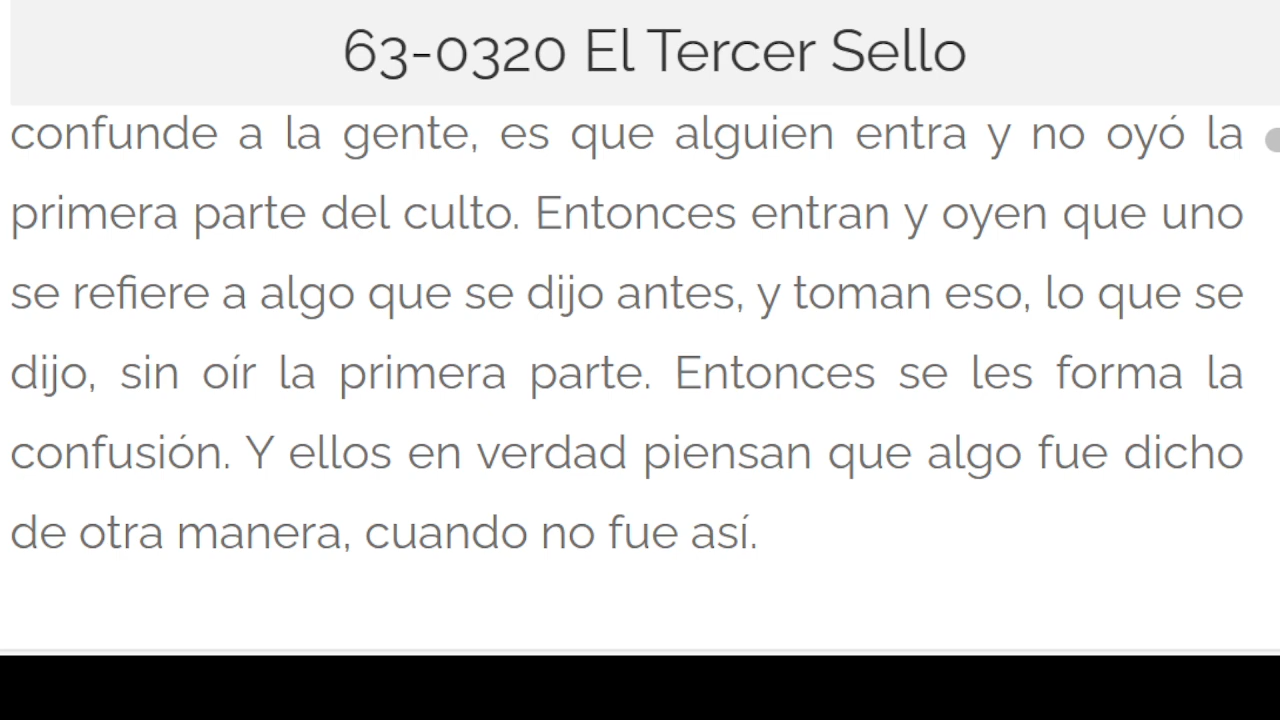 63-0320 El Tercer Sello
confunde a la gente, es que alguien entra y no oyó la
primera parte del culto. Entonces entran y oyen que uno
se refiere a algo que se dijo antes, y toman eso, lo que se
dijo, sin oír la primera parte. Entonces se les forma la
confusión. Y ellos en verdad piensan que algo fue dicho
de otra manera, cuando no fue así.